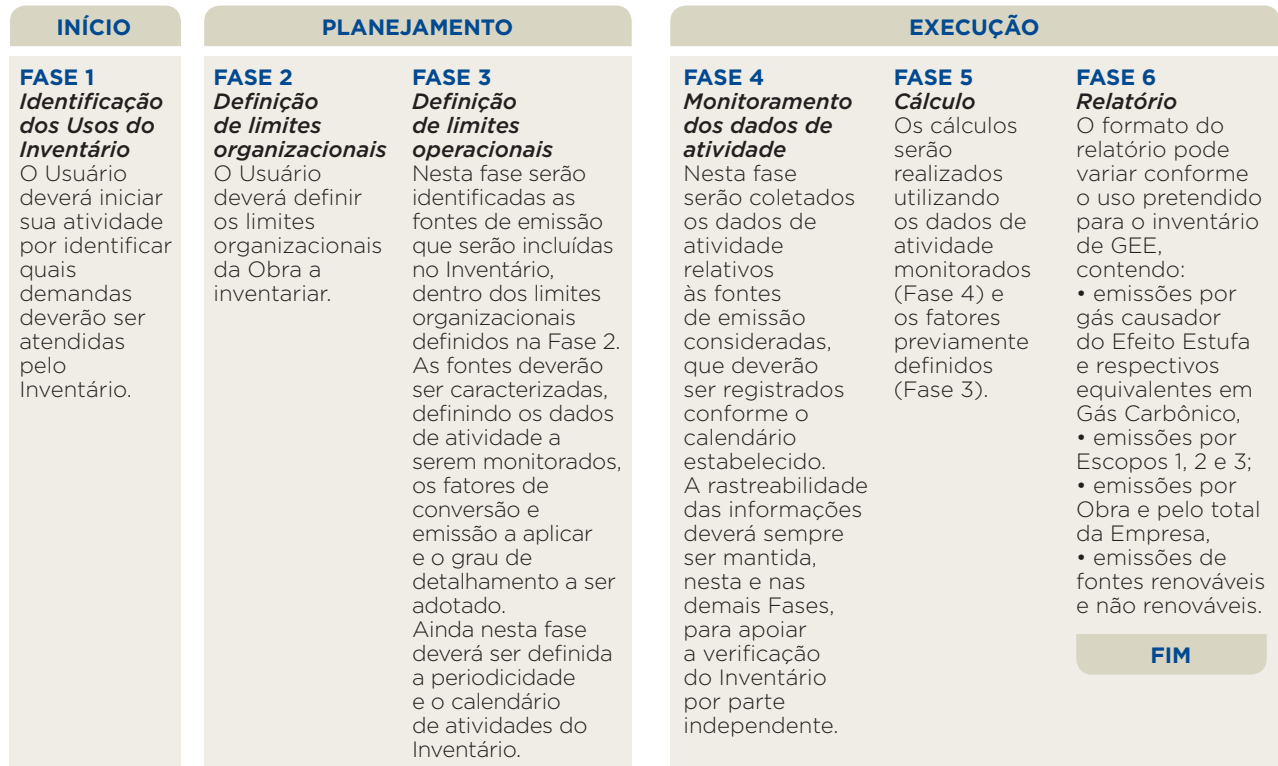 INÍCIO
FASE 1
Identificação
dos Usos do
Inventário
O Usuário
deverá iniciar
sua atividade
por identificar
quais
demandas
deverão ser
atendidas
pelo
Inventário.
PLANEJAMENTO
FASE 2
Definição
de limites
organizacionais
O Usuário
deverá definir
os limites
organizacionais
da Obra a
inventariar.
FASE 3
Definição
de limites
operacionais
Nesta fase serão
identificadas as
fontes de emissão
que serão incluídas
no Inventário,
dentro dos limites
organizacionais
definidos na Fase 2.
As fontes deverão
ser caracterizadas,
definindo os dados
de atividade a
serem monitorados,
os fatores de
conversão e
emissão a aplicar
e o grau de
detalhamento a ser
adotado.
Ainda nesta fase
deverá ser definida
a periodicidade
e o calendário
de atividades do
Inventário.
EXECUÇÃO
FASE 4
Monitoramento
dos dados de
atividade
Nesta fase
serão coletados
os dados de
atividade
relativos
às fontes
de emissão
consideradas,
que deverão
ser registrados
conforme o
calendário
estabelecido.
A rastreabilidade
das informações
deverá sempre
ser mantida,
nesta e nas
demais Fases,
para apoiar
a verificação
do Inventário
por parte
independente.
FASE 5
Cálculo
Os cálculos
serão
realizados
utilizando
os dados de
atividade
monitorados
(Fase 4) e
os fatores
previamente
definidos
(Fase 3).
FASE 6
Relatório
O formato do
relatório pode
variar conforme
o uso pretendido
para o inventário
de GEE,
contendo:
• emissões por
gás causador
do Efeito Estufa
e respectivos
equivalentes em
Gás Carbônico,
• emissões por
Escopos 1, 2 e 3;
• emissões por
Obra e pelo total
da Empresa,
• emissões de
fontes renováveis
e não renováveis.
FIM